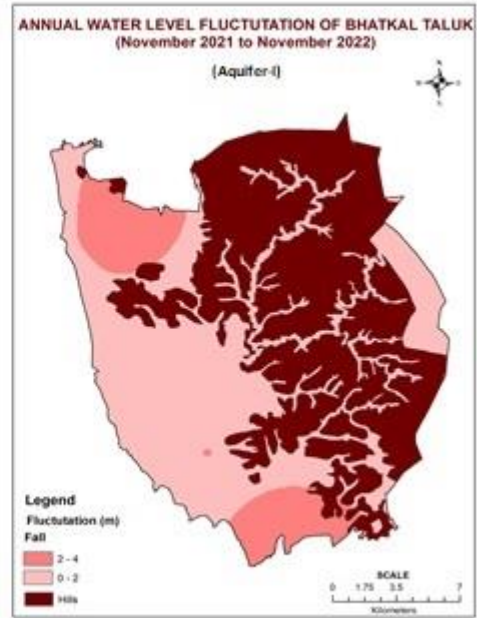 ANNUAL WATER LEVEL FLUCTUTATION OF BHATKAL TALUK
(November 2021 to November 2022)
(Aquifer-I)
N
Legend
Fluctutation (m)
Fall
2 - 4
0 - 2
Hills
SCALE
0 1.75 3.5 7
Kilometers